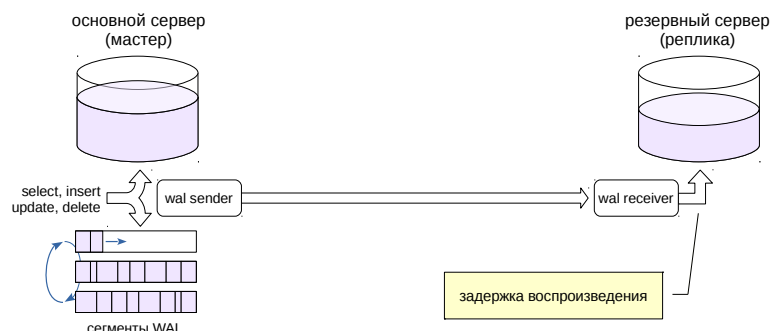 основной сервер
(мастер)
резервный сервер
(реплика)
select, insert
update, delete
wal sender
wal receiver
задержка воспроизведения
сегменты WAL